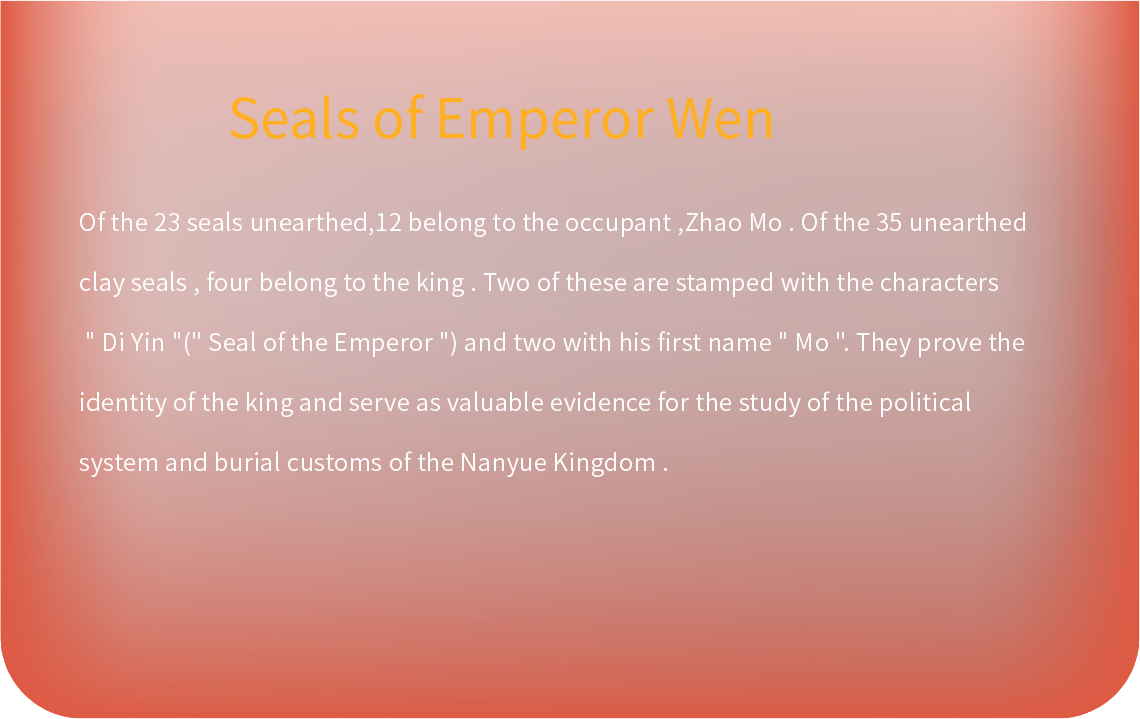 Seals of Emperor Wen
Of the 23 seals unearthed,12 belong to the occupant ,Zhao Mo . Of the 35 unearthed
clay seals , four belong to the king . Two of these are stamped with the characters
" Di Yin "(" Seal of the Emperor ") and two with his first name " Mo ". They prove the
identity of the king and serve as valuable evidence for the study of the political
system and burial customs of the Nanyue Kingdom .